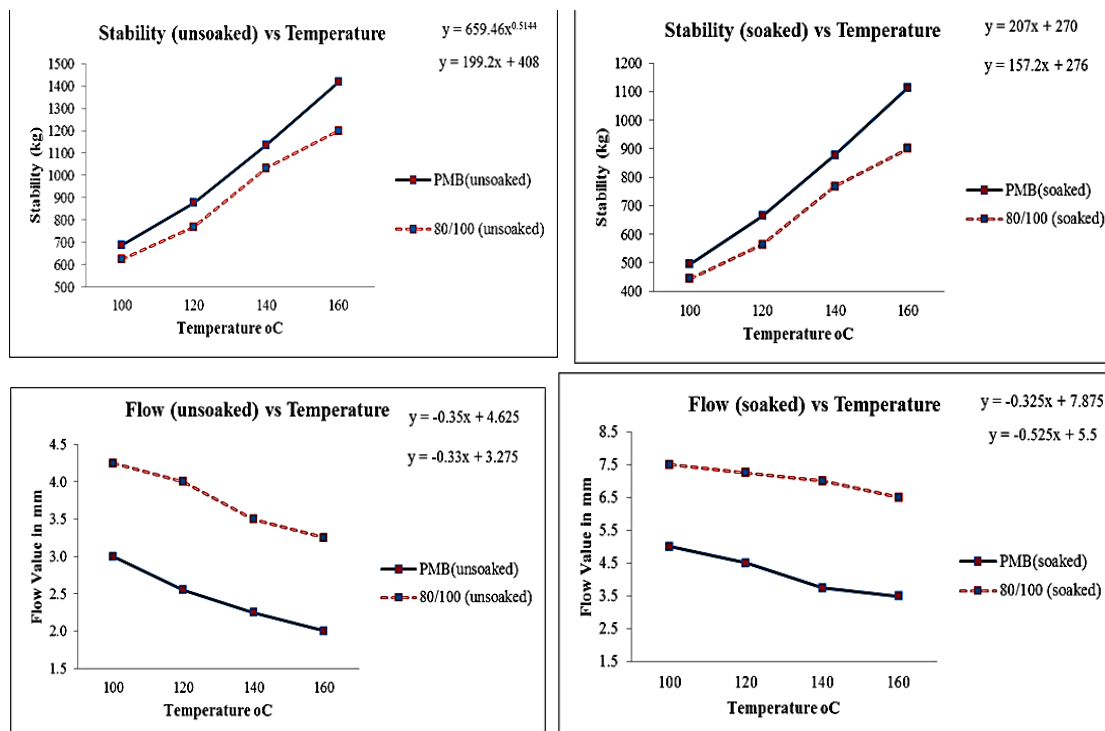 Stability (unsoaked) vs Temperature
y = 659.46x^0.5144
y = 199.2x + 408
1500
1400
1300
1200
1100
1000
900
800
700
600
500
Stability (kg)
100 120 140 160
Temperature oC
PMB(unsoaked)
80/100 (unsoaked)
Stability (soaked) vs Temperature
y = 207x + 270
y = 157.2x + 276
1200
1100
1000
900
800
700
600
500
400
Stability (kg)
100 120 140 160
Temperature oC
PMB(soaked)
80/100 (soaked)
Flow (unsoaked) vs Temperature
y = -0.35x + 4.625
y = -0.33x + 3.275
4.5
4.0
3.5
3.0
2.5
2.0
1.5
Flow Value in mm
100 120 140 160
Temperature oC
PMB(unsoaked)
80/100 (unsoaked)
Flow (soaked) vs Temperature
y = -0.325x + 7.875
y = -0.525x + 5.5
8.5
7.5
6.5
5.5
4.5
3.5
2.5
1.5
Flow Value in mm
100 120 140 160
Temperature oC
PMB(soaked)
80/100 (soaked)